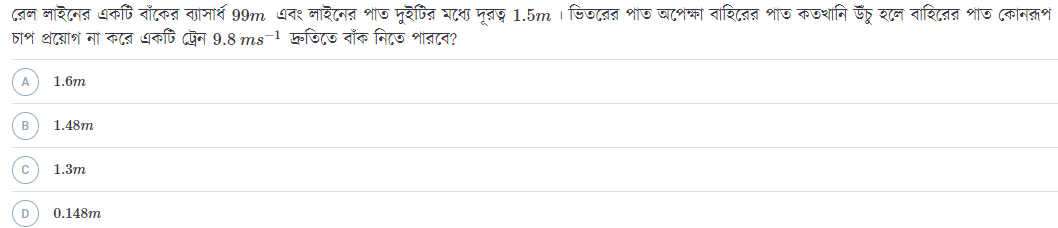 রেল লাইনের একটি বাঁকের ব্যাসার্ধ 99m এবং লাইনের পাত দুইটির মধ্যে দূরত্ব 1.5m । ভিতরের পাত অপেক্ষা বাহিরের পাত কতখানি উঁচু হলে বাহিরের পাত কোনরূপ
চাপ প্রয়োগ না করে একটি ট্রেন 9.8 ms⁻¹ দ্রুতিতে বাঁক নিতে পারবে?
A 1.6m
B 1.48m
C 1.3m
D 0.148m